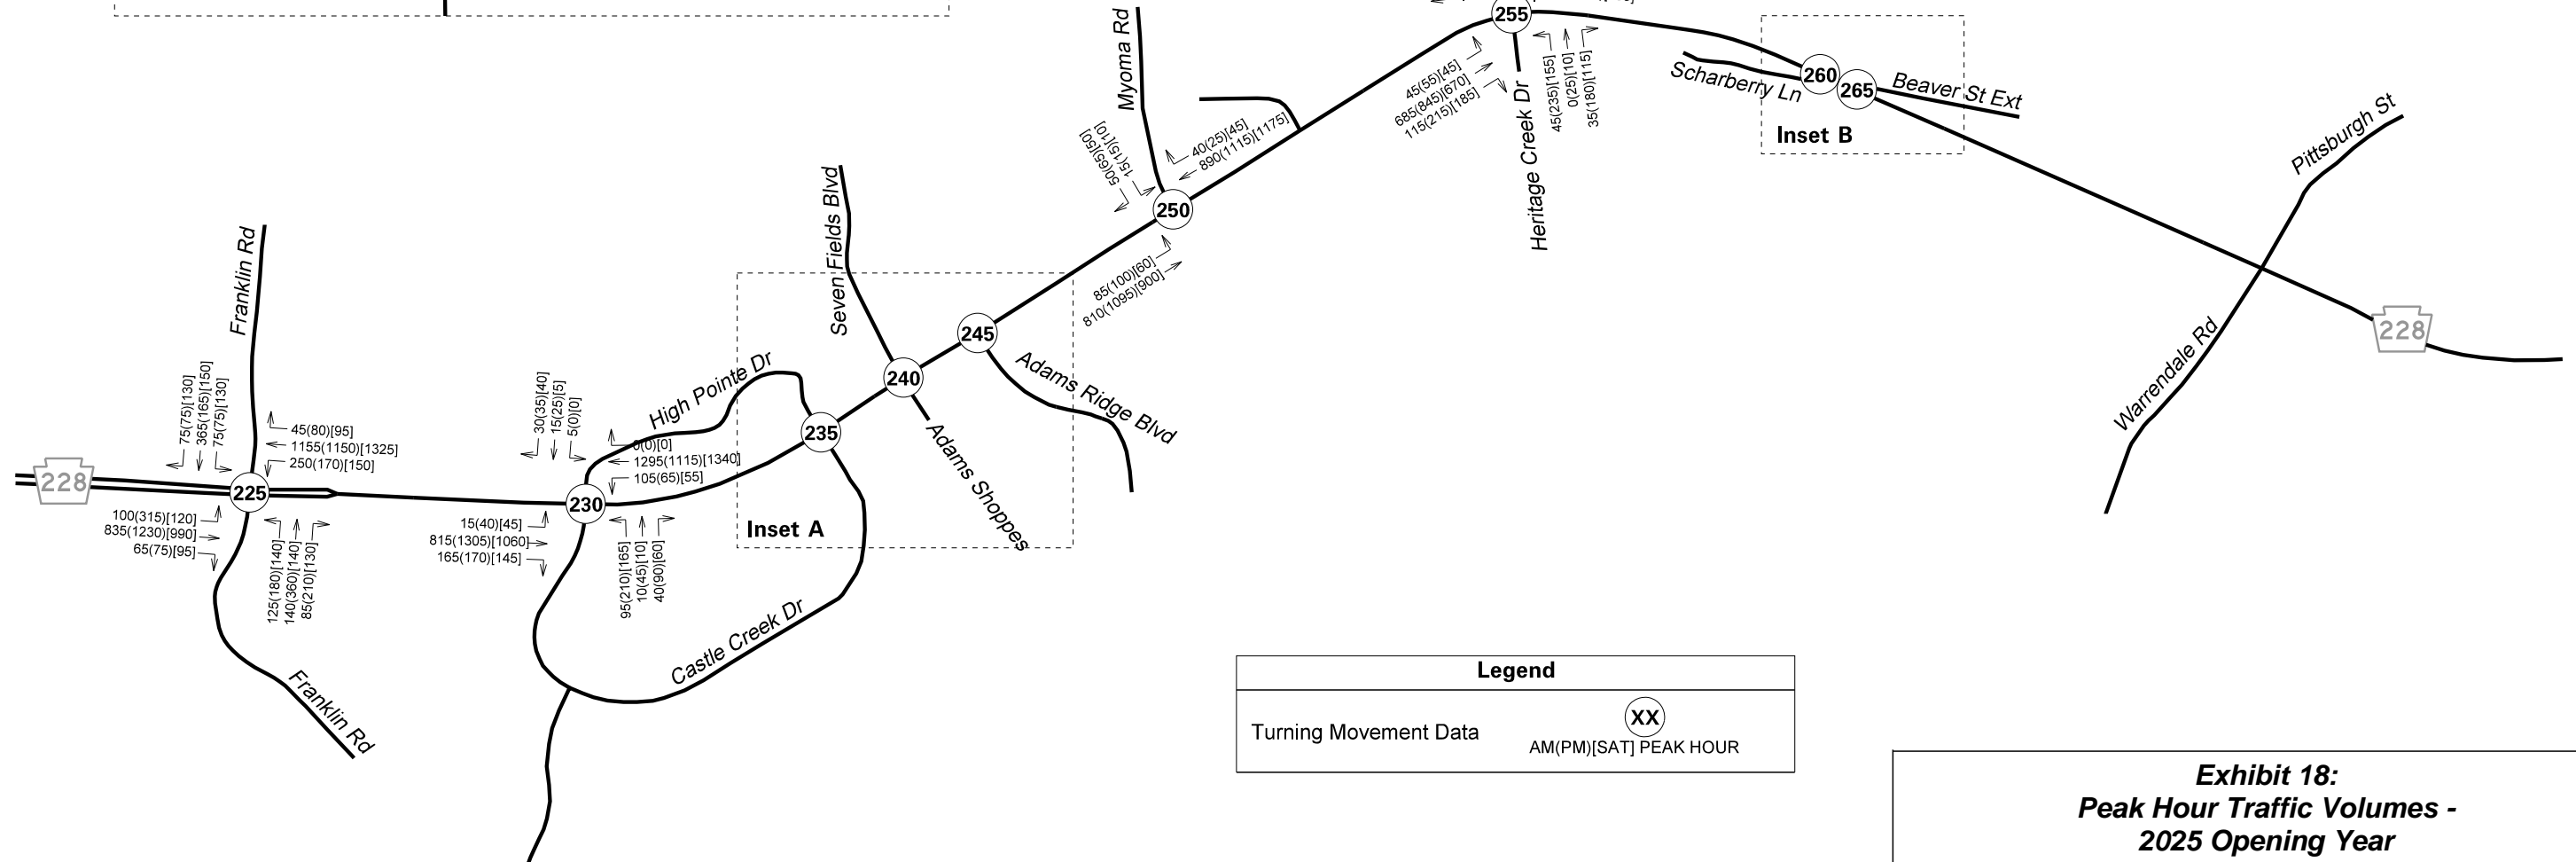 255
Myoma Rd
Scharberry Ln
260
265
Beaver St Ext
Inset B
Pittsburgh St
45(55)[45]
685(845)[670]
115(215)[185]
Heritage Creek Dr
45(235)[155]
0(25)[10]
35(180)[115]
50(65)[50]
15(15)[10]
40(25)[45]
890(1115)[1175]
250
85(100)[60]
810(1095)[900]
Seven Fields Blvd
Franklin Rd
245
240
235
Adams Ridge Blvd
Adams Shoppes
High Pointe Dr
Inset A
Warrendale Rd
228
75(75)[130]
365(165)[150]
75(75)[130]
45(80)[95]
1155(1150)[1325]
250(170)[150]
228
225
100(315)[120]
835(1230)[990]
65(75)[95]
125(180)[140]
140(360)[140]
85(210)[130]
30(35)[40]
15(25)[5]
5(0)[0]
0(0)[0]
1295(1115)[1340]
105(65)[55]
230
15(40)[45]
815(1305)[1060]
165(170)[145]
95(210)[165]
10(45)[10]
40(90)[60]
Castle Creek Dr
Franklin Rd
Legend
Turning Movement Data
XX
AM(PM)[SAT] PEAK HOUR
Exhibit 18:
Peak Hour Traffic Volumes -
2025 Opening Year